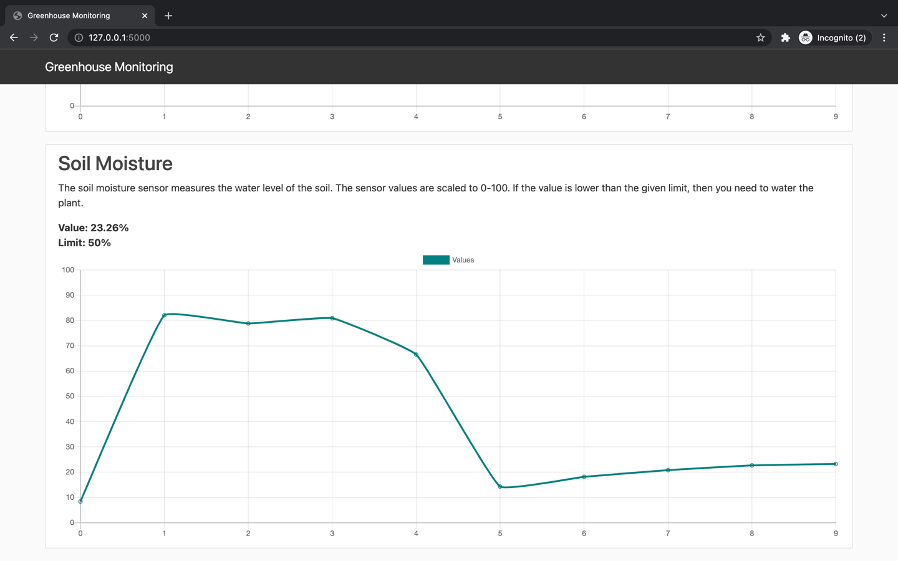 Greenhouse Monitoring
127.0.0.1:5000
Incognito (2)
Greenhouse Monitoring
0
0 1 2 3 4 5 6 7 8 9
Soil Moisture
The soil moisture sensor measures the water level of the soil. The sensor values are scaled to 0-100. If the value is lower than the given limit, then you need to water the
plant.
Value: 23.26%
Limit: 50%
Values
100
90
80
70
60
50
40
30
20
10
0
0 1 2 3 4 5 6 7 8 9